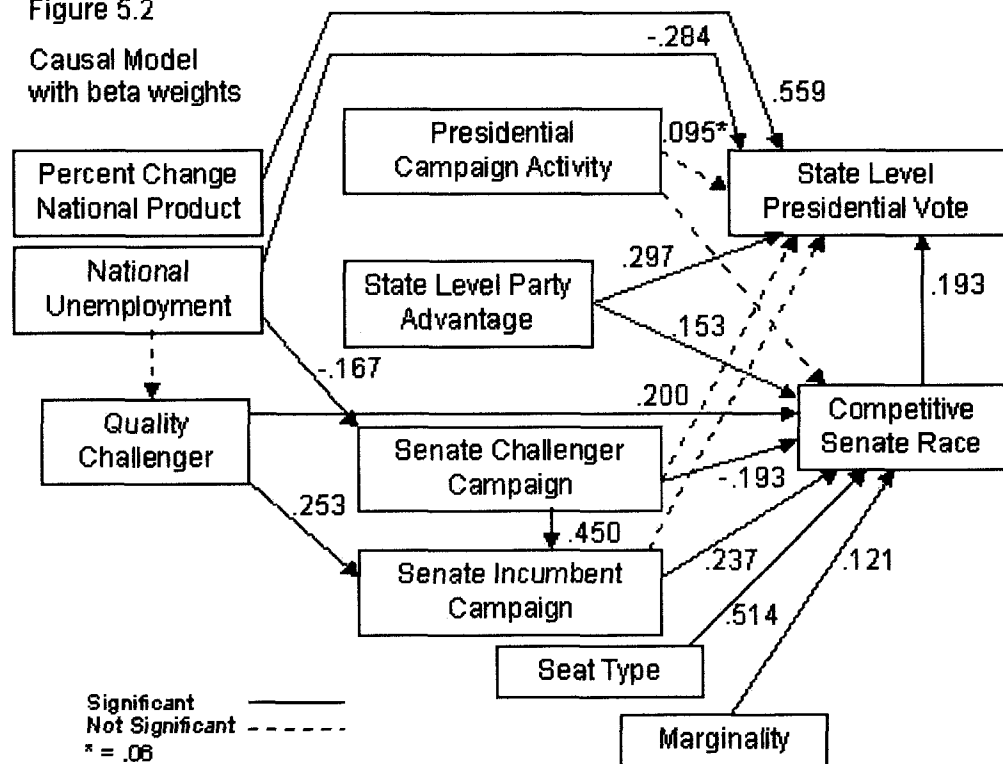 Figure 5.2
Causal Model
with beta weights
-.284
.559
Presidential
Campaign Activity
.095*
State Level
Presidential Vote
Percent Change
National Product
National
Unemployment
State Level Party
Advantage
.297
.153
.193
-.167
Quality
Challenger
.200
Competitive
Senate Race
Senate Challenger
Campaign
-.193
.253
.450
Senate Incumbent
Campaign
.237
.121
.514
Seat Type
Significant
Not Significant
* = .06
Marginality